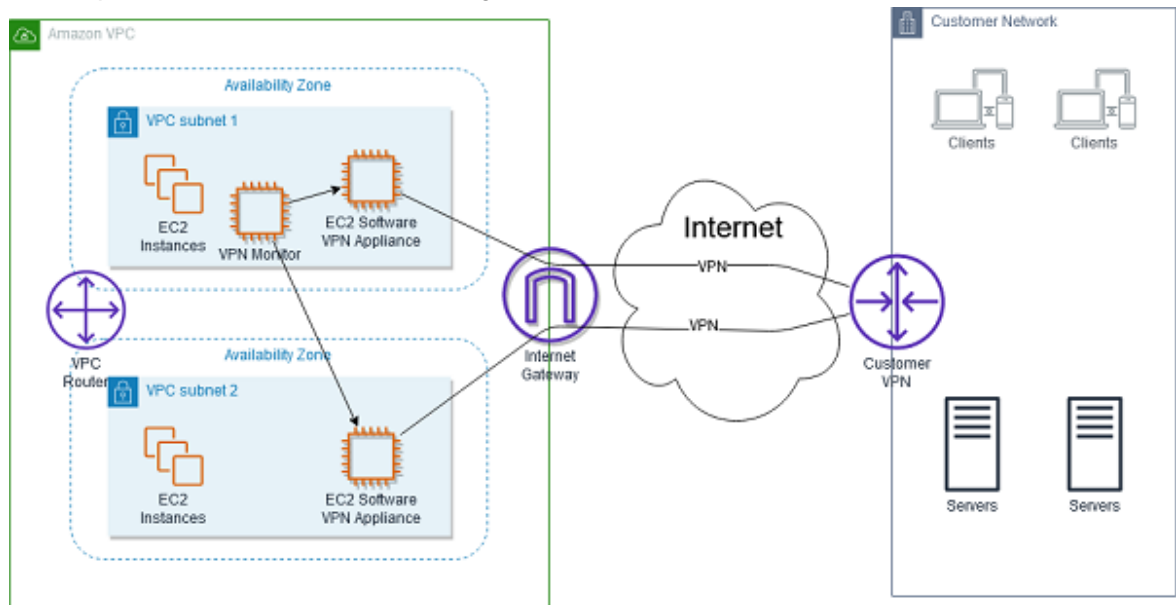 Amazon VPC
Availability Zone
VPC subnet 1
EC2
Instances
VPN Monitor
EC2 Software
VPN Appliance
VPC
Router
Availability Zone
VPC subnet 2
EC2
Instances
EC2 Software
VPN Appliance
Internet
Gateway
Internet
VPN
VPN
Customer Network
Clients
Clients
Customer
VPN
Servers
Servers